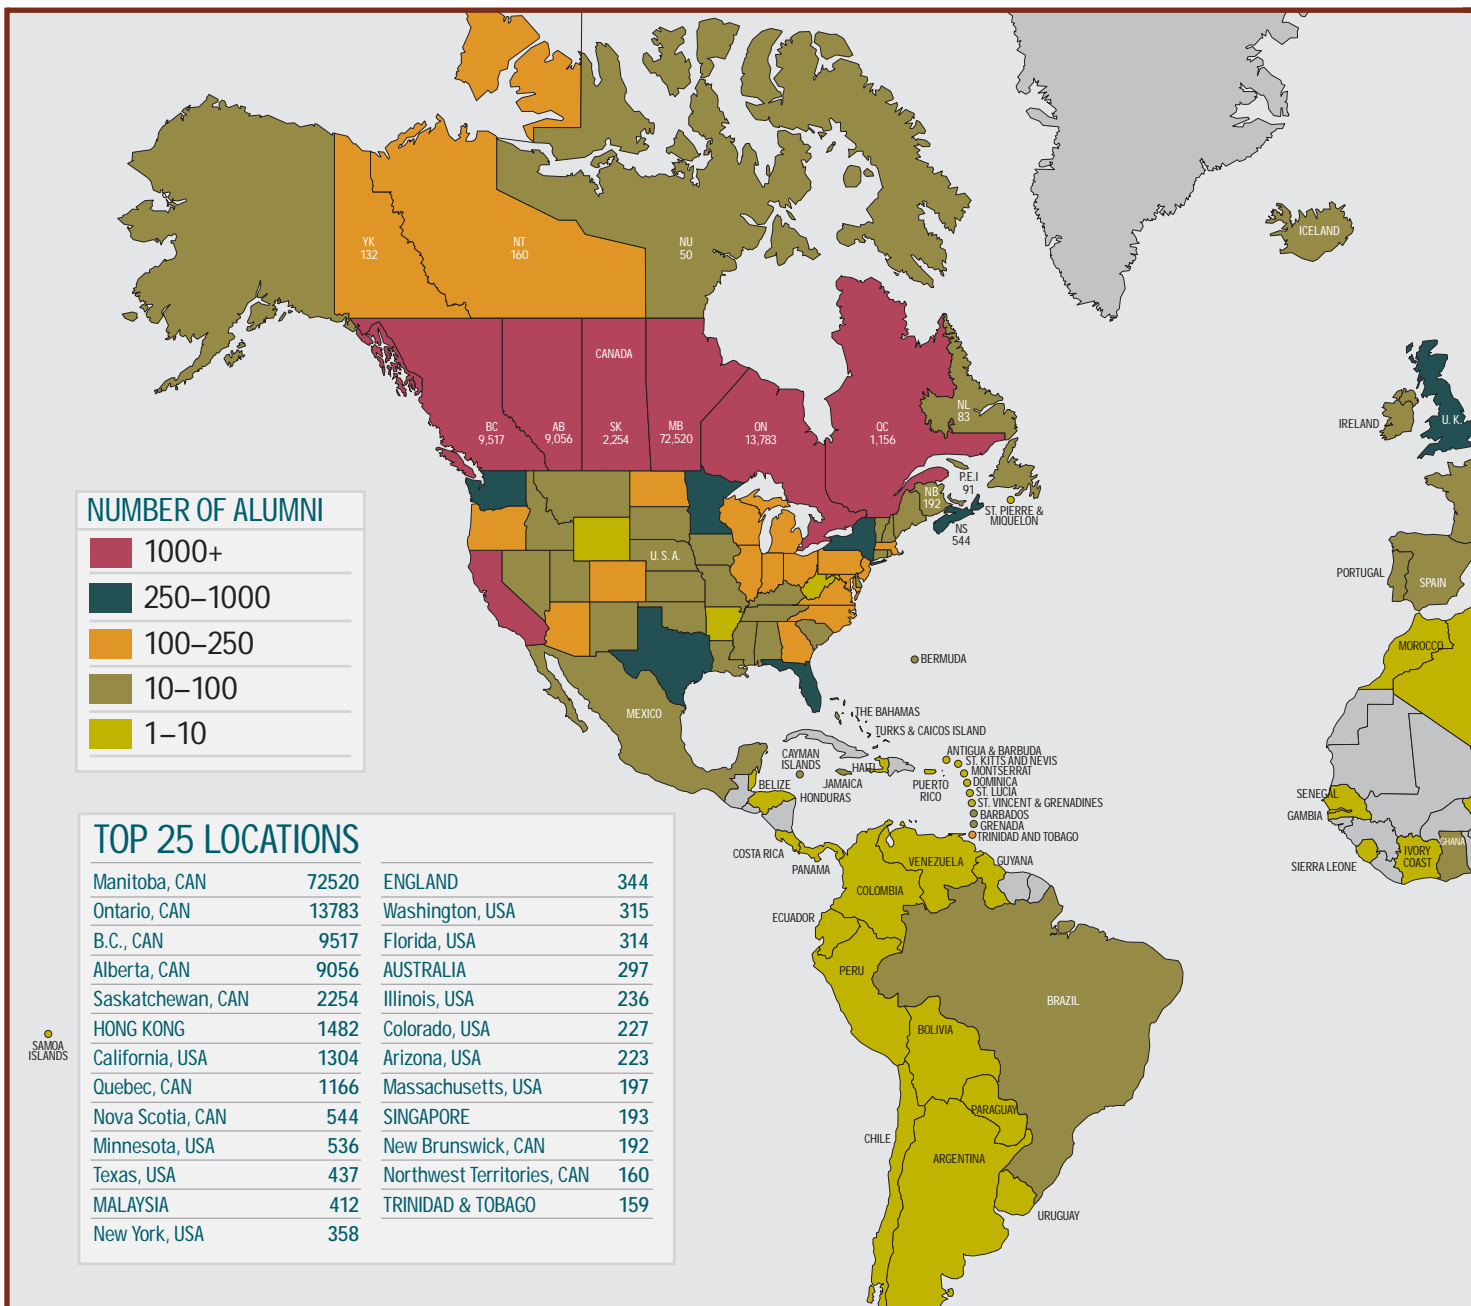 YK
132
NT
160
NU
50
ICELAND
CANADA
BC
9,517
AB
9,056
SK
2,254
MB
72,520
ON
13,783
QC
1,156
NL
83
IRELAND
U. K.
P.E.I
91
NB
192
NS
544
ST. PIERRE &
MIQUELON
U. S. A.
PORTUGAL
SPAIN
MOROCCO
BERMUDA
MEXICO
THE BAHAMAS
TURKS & CAICOS ISLAND
CAYMAN
ISLANDS
HAITI
JAMAICA
BELIZE
HONDURAS
PUERTO
RICO
ANTIGUA & BARBUDA
ST. KITTS AND NEVIS
MONTSERRAT
DOMINICA
ST. LUCIA
ST. VINCENT & GRENADINES
BARBADOS
GRENADA
TRINIDAD AND TOBAGO
COSTA RICA
PANAMA
VENEZUELA
GUYANA
COLOMBIA
ECUADOR
PERU
BRAZIL
BOLIVIA
PARAGUAY
CHILE
ARGENTINA
URUGUAY
SENEGAL
GAMBIA
SIERRA LEONE
IVORY
COAST
GHANA
SAMOA
ISLANDS
NUMBER OF ALUMNI
1000+
250–1000
100–250
10–100
1–10
TOP 25 LOCATIONS
Manitoba, CAN 72520
Ontario, CAN 13783
B.C., CAN 9517
Alberta, CAN 9056
Saskatchewan, CAN 2254
HONG KONG 1482
California, USA 1304
Quebec, CAN 1166
Nova Scotia, CAN 544
Minnesota, USA 536
Texas, USA 437
MALAYSIA 412
New York, USA 358
ENGLAND 344
Washington, USA 315
Florida, USA 314
AUSTRALIA 297
Illinois, USA 236
Colorado, USA 227
Arizona, USA 223
Massachusetts, USA 197
SINGAPORE 193
New Brunswick, CAN 192
Northwest Territories, CAN 160
TRINIDAD & TOBAGO 159